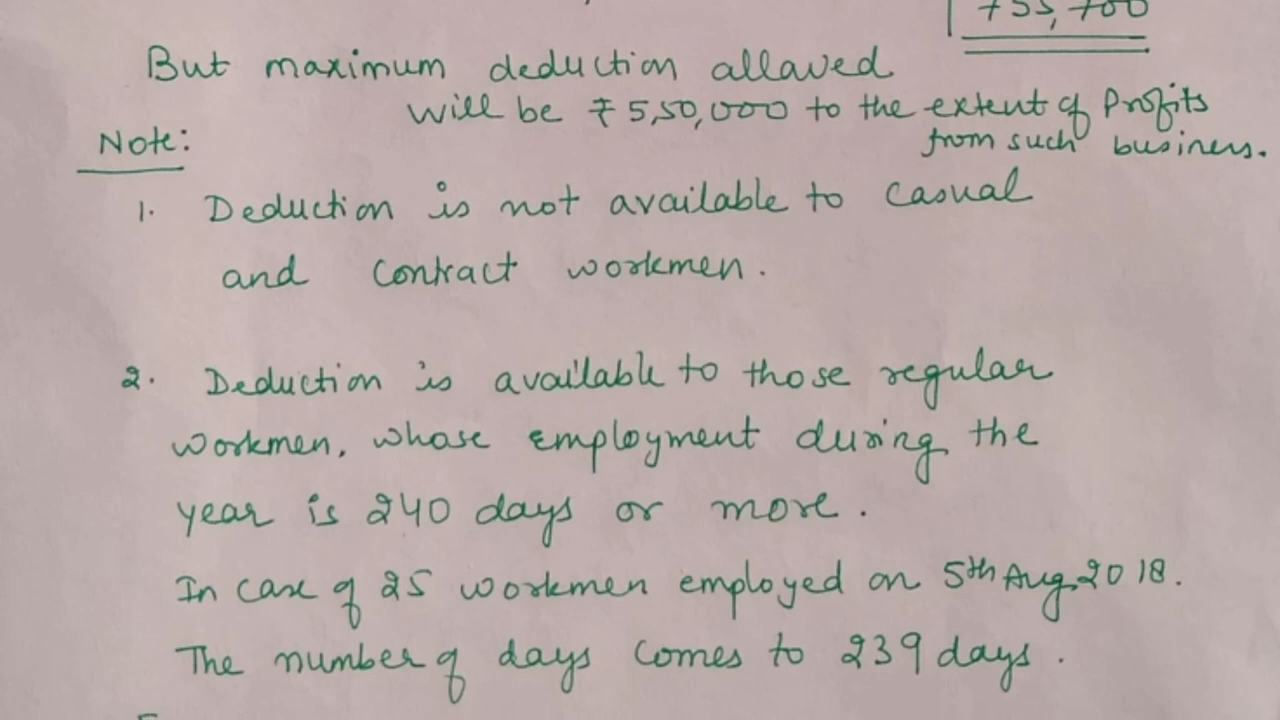 But maximum deduction allowed
will be ₹ 5,50,000 to the extent of Profits
from such business.
Note:
1. Deduction is not available to casual
and contract workmen.
2. Deduction is available to those regular
workmen, whose employment during the
year is 240 days or more.
In case of 25 workmen employed on 5th Aug 2018.
The number of days comes to 239 days.